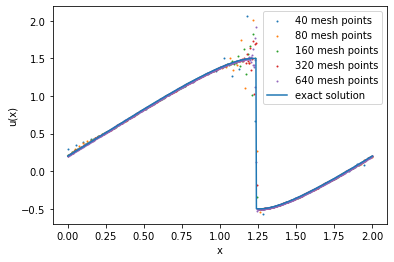 2.0
1.5
1.0
0.5
0.0
−0.5
u(x)
40 mesh points
80 mesh points
160 mesh points
320 mesh points
640 mesh points
exact solution
0.00 0.25 0.50 0.75 1.00 1.25 1.50 1.75 2.00
x